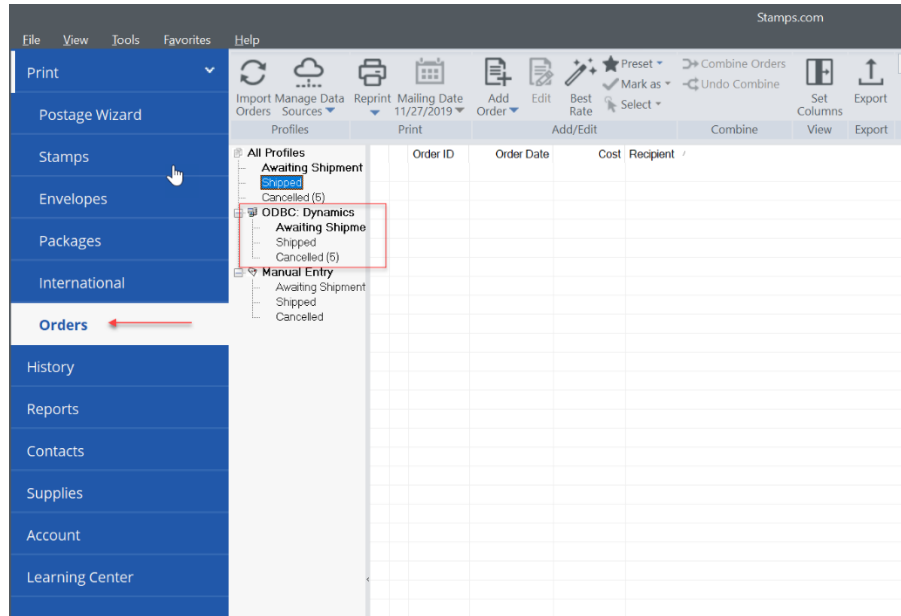 Stamps.com
File View Tools Favorites Help
Print
Postage Wizard
Stamps
Envelopes
Packages
International
Orders
History
Reports
Contacts
Supplies
Account
Learning Center
Import Orders
Manage Data Sources
Reprint
Mailing Date 11/27/2019
Add Order
Edit
Best Rate
Preset
Mark as
Select
Combine Orders
Undo Combine
Set Columns
Export
Profiles Print Add/Edit Combine View Export
All Profiles
Awaiting Shipment
Shipped
Cancelled (5)
ODBC: Dynamics
Awaiting Shipme
Shipped
Cancelled (5)
Manual Entry
Awaiting Shipment
Shipped
Cancelled
Order ID Order Date Cost Recipient